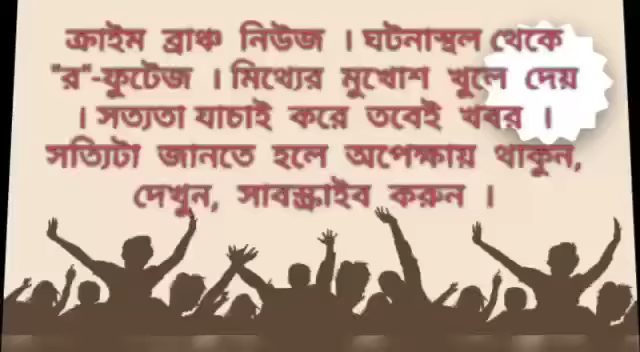 ক্রাইম ব্রাঞ্চ নিউজ । ঘটনাস্থল থেকে
"র"-ফুটেজ । মিথ্যের মুখোশ খুলে দেয়
। সত্যতা যাচাই করে তবেই খবর ।
সত্যিটা জানতে হলে অপেক্ষায় থাকুন,
দেখুন, সাবস্ক্রাইব করুন ।